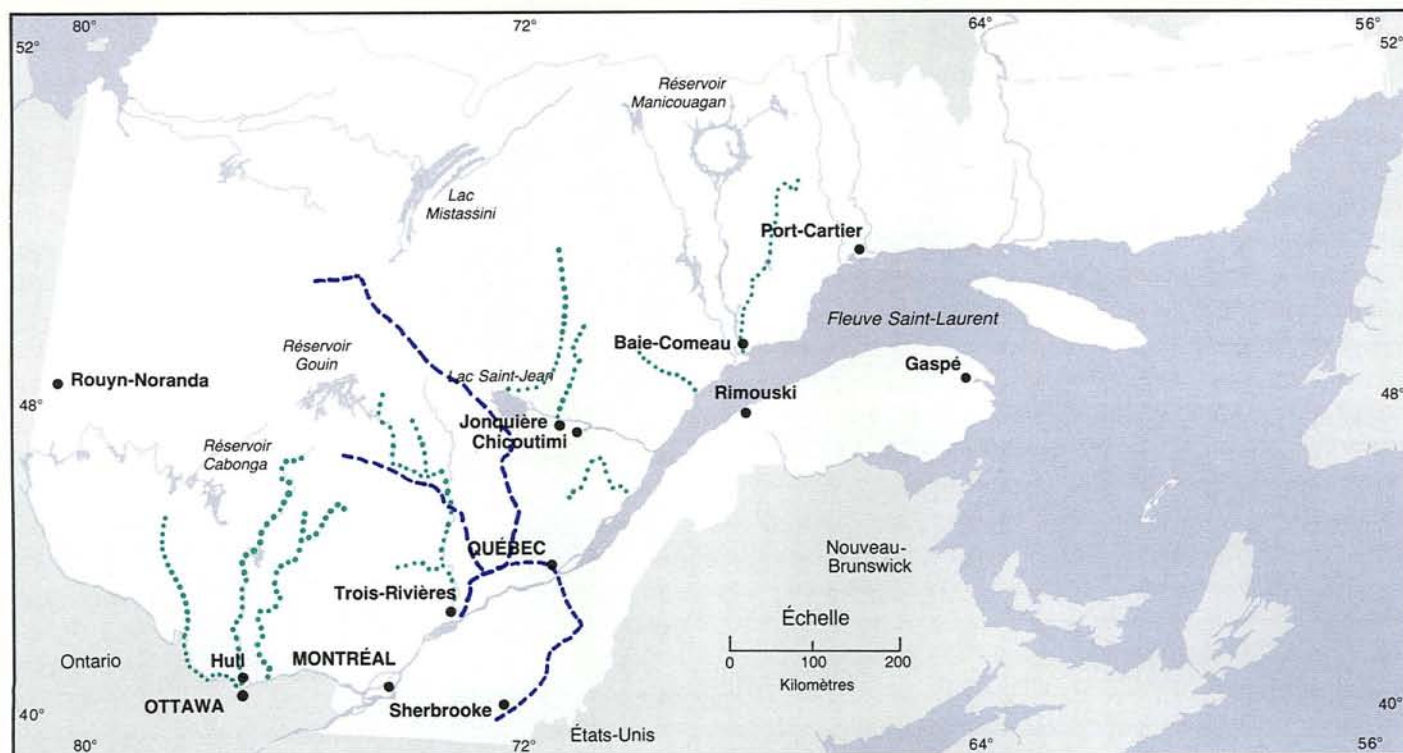 80°
72°
64°
56°
52°
52°
Réservoir
Manicouagan
Lac
Mistassini
Port-Cartier
Fleuve Saint-Laurent
Baie-Comeau
Réservoir
Gouin
Lac Saint-Jean
Gaspé
Rouyn-Noranda
Rimouski
48°
48°
Jonquière
Chicoutimi
Réservoir
Cabonga
QUÉBEC
Nouveau-
Brunswick
Trois-Rivières
Échelle
0 100 200
Kilomètres
Ontario
Hull
MONTRÉAL
OTTAWA
Sherbrooke
40°
40°
États-Unis
80°
72°
64°
56°